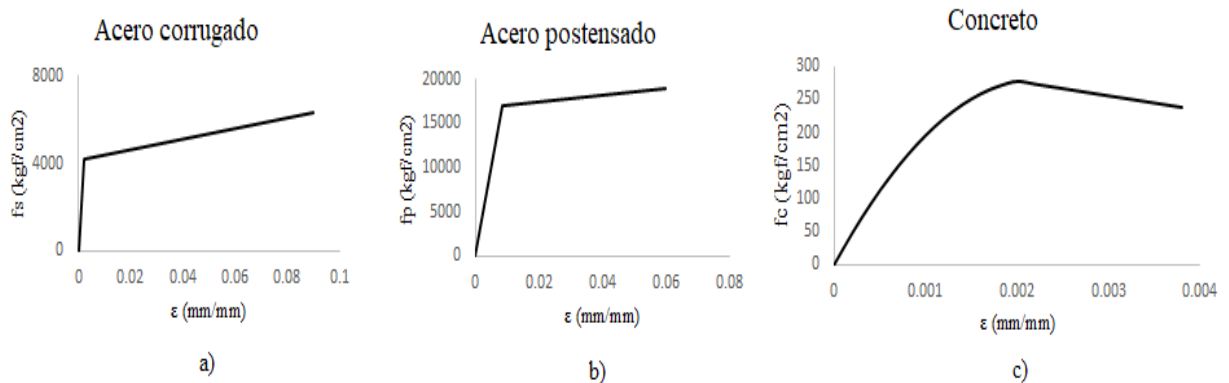 Acero corrugado
fs (kgf/cm2)
8000
4000
0
0 0.02 0.04 0.06 0.08 0.1
ε (mm/mm)
a)
Acero postensado
fp (kgf/cm2)
20000
15000
10000
5000
0
0 0.02 0.04 0.06 0.08
ε (mm/mm)
b)
Concreto
fc (kgf/cm2)
300
250
200
150
100
50
0
0 0.001 0.002 0.003 0.004
ε (mm/mm)
c)